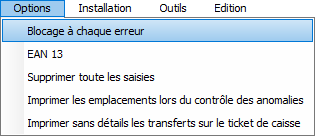 Options Installation Outils Edition
Blocage à chaque erreur
EAN 13
Supprimer toute les saisies
Imprimer les emplacements lors du contrôle des anomalies
Imprimer sans détails les transferts sur le ticket de caisse